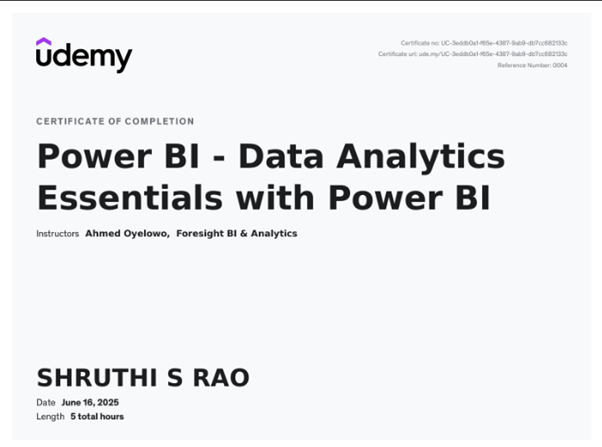 udemy
Certificate no: UC-3eddb0a1-f65e-4387-9ab9-db7cc682133c
Certificate url: ude.my/UC-3eddb0a1-f65e-4387-9ab9-db7cc682133c
Reference Number: 0004
CERTIFICATE OF COMPLETION
Power BI - Data Analytics
Essentials with Power BI
Instructors Ahmed Oyelowo, Foresight BI & Analytics
SHRUTHI S RAO
Date June 16, 2025
Length 5 total hours